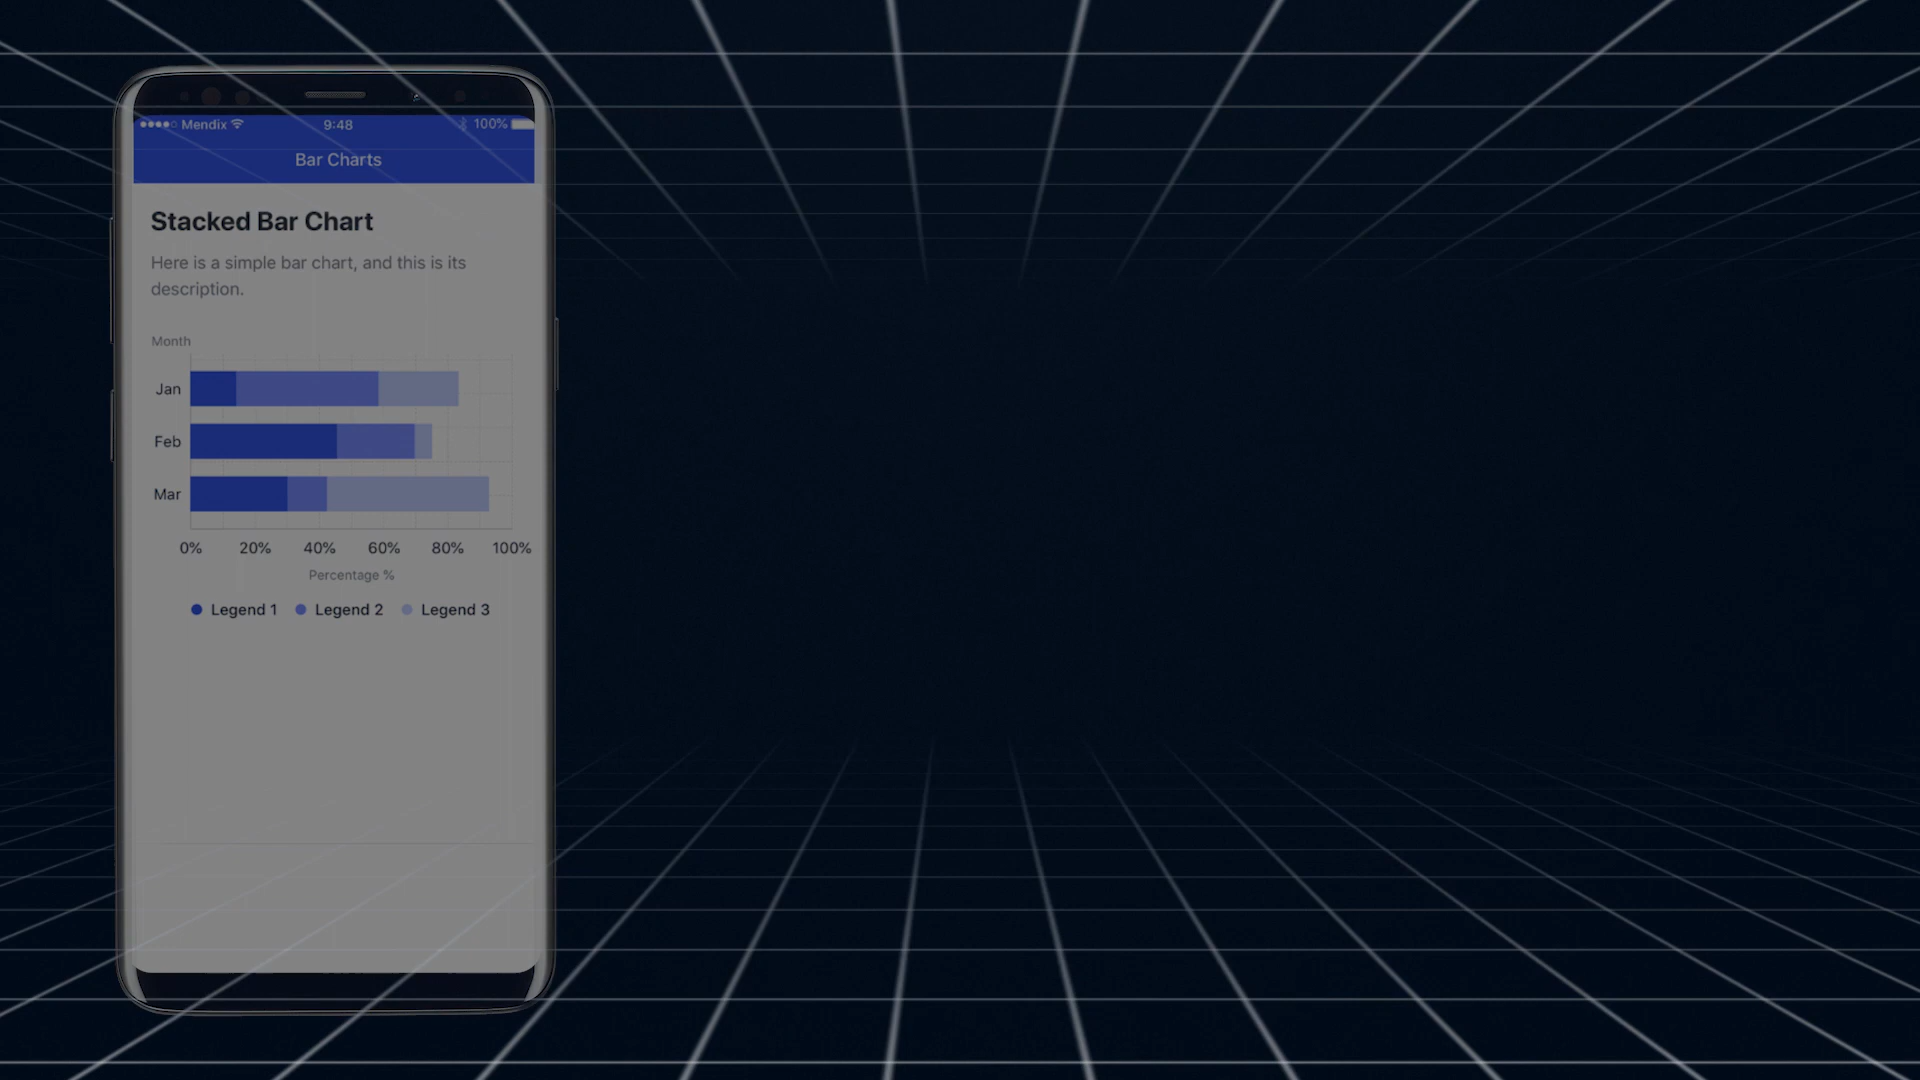 Mendix 9:48 100%
Bar Charts
Stacked Bar Chart
Here is a simple bar chart, and this is its
description.
Month
Jan
Feb
Mar
0% 20% 40% 60% 80% 100%
Percentage %
Legend 1 Legend 2 Legend 3